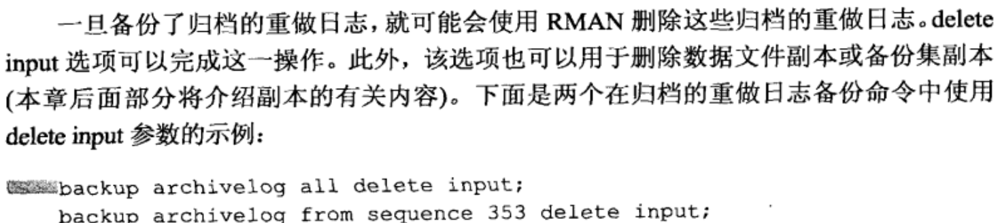 一旦备份了归档的重做日志，就可能会使用 RMAN 删除这些归档的重做日志。delete
input 选项可以完成这一操作。此外，该选项也可以用于删除数据文件副本或备份集副本
(本章后面部分将介绍副本的有关内容)。下面是两个在归档的重做日志备份命令中使用
delete input 参数的示例：
backup archivelog all delete input;
backup archivelog from sequence 353 delete input;